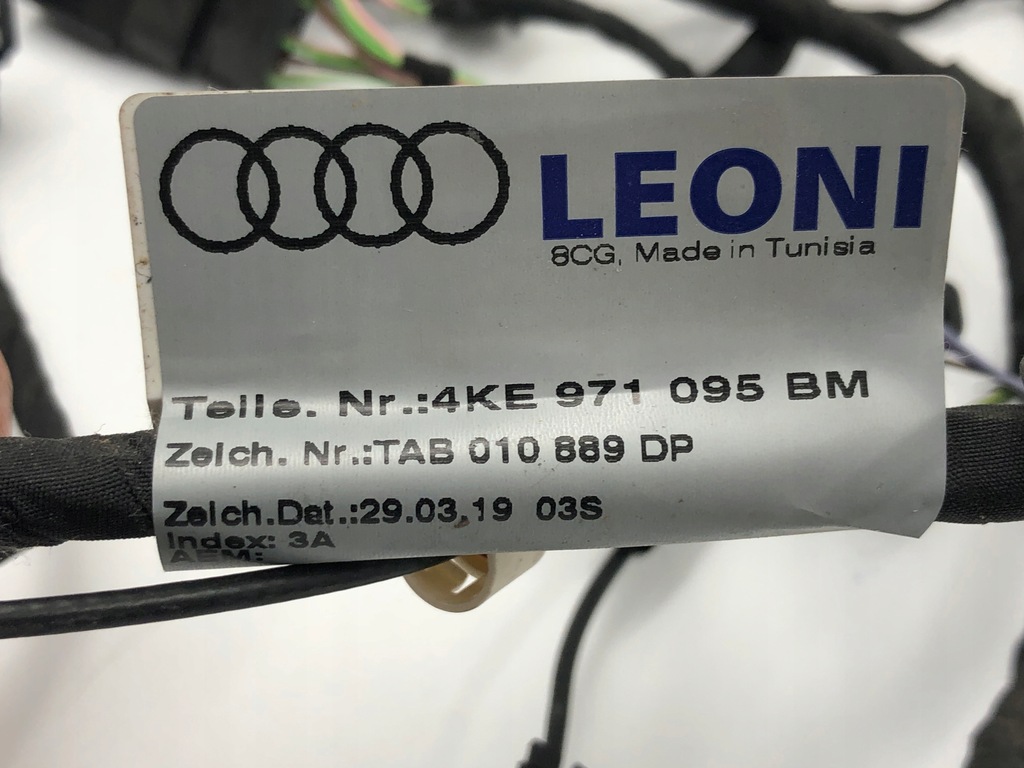 LEONI
8CG, Made in Tunisia
Teile. Nr.:4KE 971 095 BM
Zeich. Nr.:TAB 010 889 DP
Zeich.Dat.:29.03.19 03S
Index: 3A
AEM: